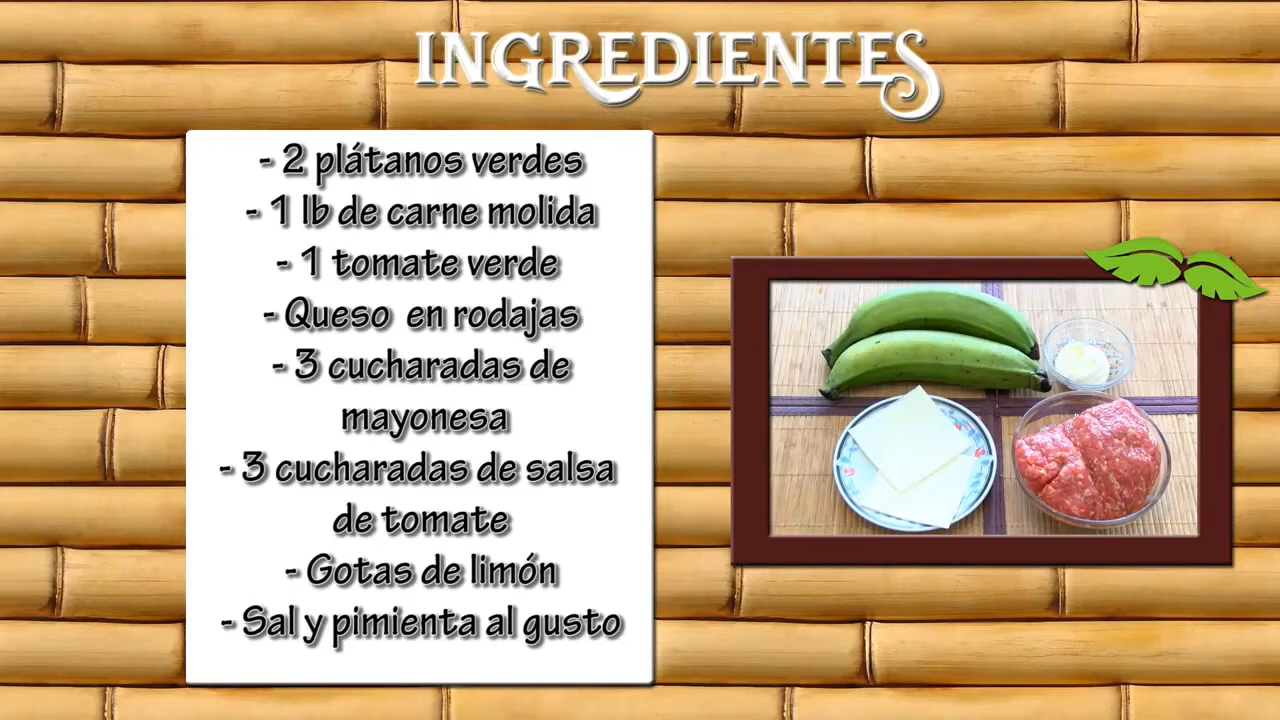 INGREDIENTES
- 2 plátanos verdes
- 1 lb de carne molida
- 1 tomate verde
- Queso en rodajas
- 3 cucharadas de
mayonesa
- 3 cucharadas de salsa
de tomate
- Gotas de limón
- Sal y pimienta al gusto